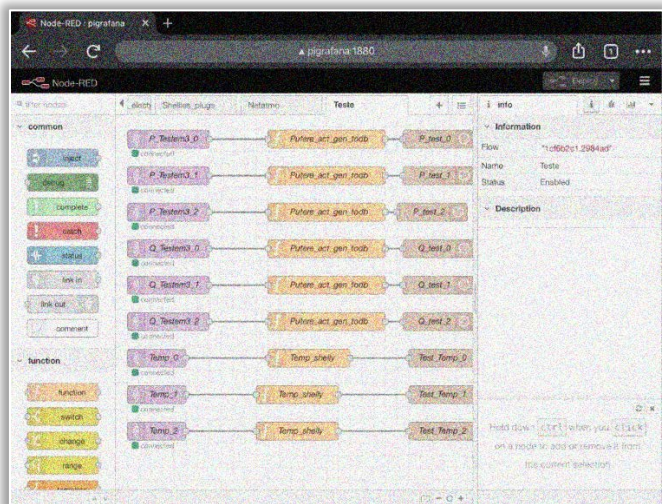 Node-RED : pigrafana
pigrafana:1880
Node-RED
Deploy
filter nodes
Shellies_plugs
Netatmo
Teste
info
common
inject
debug
complete
catch
status
link in
link out
comment
function
function
switch
change
range
P_Testem3_0
connected
Putere_act_gen_todb
P_test_0
P_Testem3_1
connected
Putere_act_gen_todb
P_test_1
P_Testem3_2
connected
Putere_act_gen_todb
P_test_2
Q_Testem3_0
connected
Putere_act_gen_todb
Q_test_0
Q_Testem3_1
connected
Putere_act_gen_todb
Q_test_1
Q_Testem3_2
connected
Putere_act_gen_todb
Q_test_2
Temp_0
connected
Temp_shelly
Test_Temp_0
Temp_1
connected
Temp_shelly
Test_Temp_1
Temp_2
connected
Temp_shelly
Test_Temp_2
Information
Flow
Name Teste
Status Enabled
Description
Hold down ctrl when you click
on a node to add or remove it from
the current selection